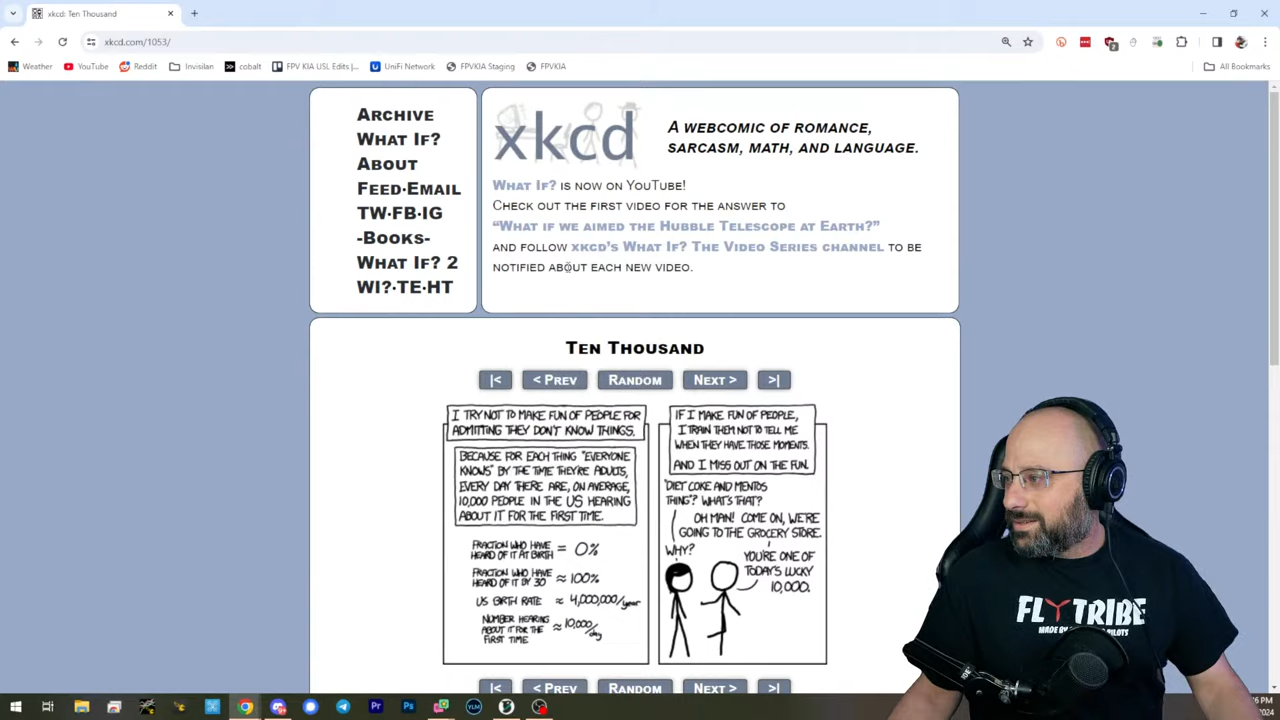 xkcd: Ten Thousand
xkcd.com/1053/
2
Weather
YouTube
Reddit
Invisilan
cobalt
FPV KIA USL Edits |...
UniFi Network
FPVKIA Staging
FPVKIA
All Bookmarks
Archive
What If?
About
Feed·Email
TW·FB·IG
-Books-
What If? 2
WI?·TE·HT
xkcd
A webcomic of romance,
sarcasm, math, and language.
What If? is now on YouTube!
Check out the first video for the answer to
“What if we aimed the Hubble Telescope at Earth?”
and follow xkcd’s What If? The Video Series channel to be
notified about each new video.
Ten Thousand
|<
< Prev
Random
Next >
>|
I TRY NOT TO MAKE FUN OF PEOPLE FOR
ADMITTING THEY DON'T KNOW THINGS.
BECAUSE FOR EACH THING "EVERYONE
KNOWS" BY THE TIME THEY'RE ADULTS,
EVERY DAY THERE ARE, ON AVERAGE,
10,000 PEOPLE IN THE US HEARING
ABOUT IT FOR THE FIRST TIME.
FRACTION WHO HAVE
HEARD OF IT AT BIRTH = 0%
FRACTION WHO HAVE
HEARD OF IT BY 30 ≈ 100%
US BIRTH RATE ≈ 4,000,000/year
NUMBER HEARING
ABOUT IT FOR THE
FIRST TIME ≈ 10,000/day
IF I MAKE FUN OF PEOPLE,
I TRAIN THEM NOT TO TELL ME
WHEN THEY HAVE THOSE MOMENTS.
AND I MISS OUT ON THE FUN.
"DIET COKE AND MENTOS
THING"? WHAT'S THAT?
OH MAN! COME ON, WE'RE
GOING TO THE GROCERY STORE.
WHY?
YOU'RE ONE OF
TODAY'S LUCKY
10,000.
|<
< Prev
Random
Next >
>|
FLYTRIBE
MADE BY PILOTS
Pr
Ps
YLM
PM
2024